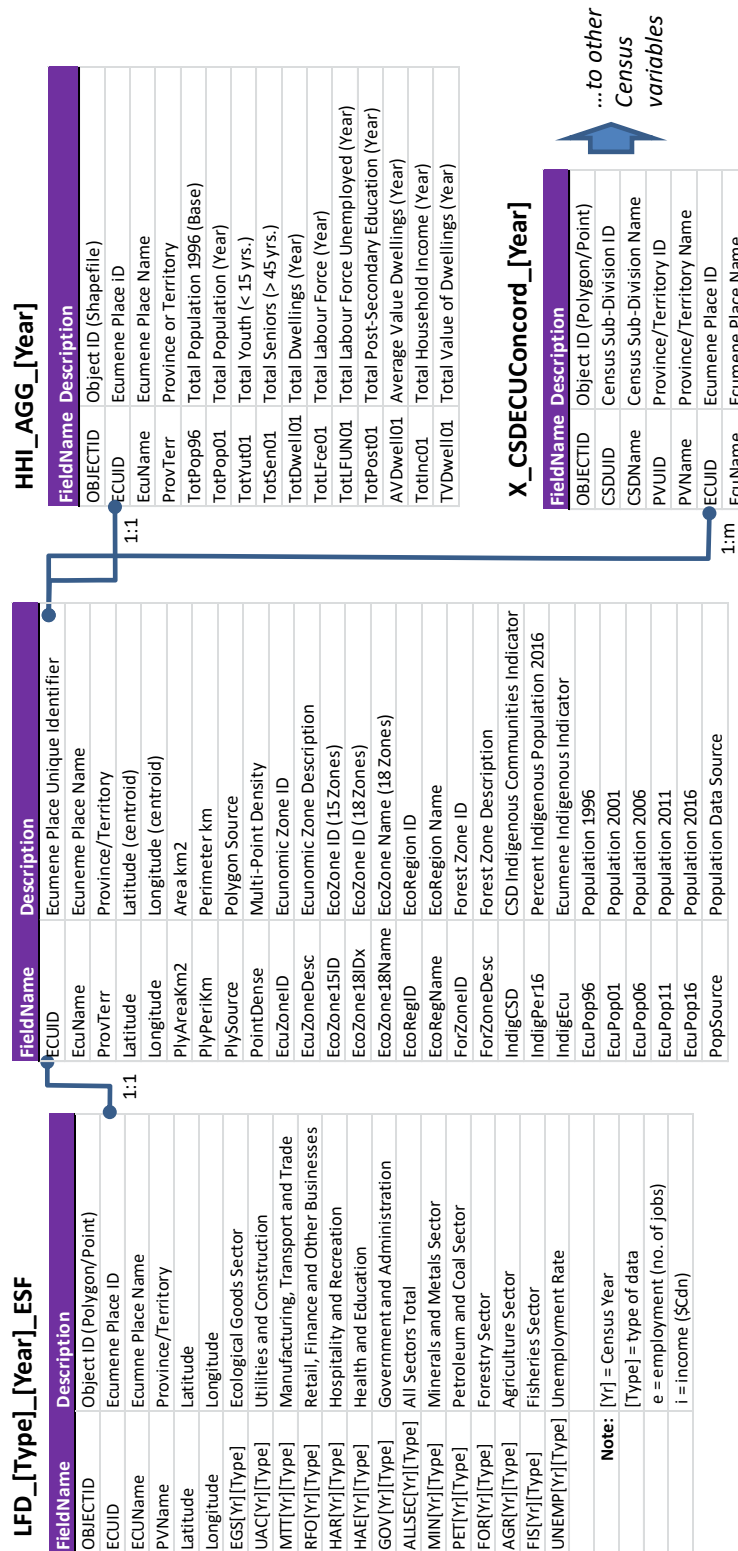 LFD_[Type]_[Year]_ESF
FieldName Description
OBJECTID Object ID (Polygon/Point)
ECUID Ecumene Place ID
ECUName Ecumne Place Name
PVName Province/Territory
Latitude Latitude
Longitude Longitude
EGS[Yr][Type] Ecological Goods Sector
UAC[Yr][Type] Utilities and Construction
MTT[Yr][Type] Manufacturing, Transport and Trade
RFO[Yr][Type] Retail, Finance and Other Businesses
HAR[Yr][Type] Hospitality and Recreation
HAE[Yr][Type] Health and Education
GOV[Yr][Type] Government and Administration
ALLSEC[Yr][Type] All Sectors Total
MIN[Yr][Type] Minerals and Metals Sector
PET[Yr][Type] Petroleum and Coal Sector
FOR[Yr][Type] Forestry Sector
AGR[Yr][Type] Agriculture Sector
FIS[Yr][Type] Fisheries Sector
UNEMP[Yr][Type] Unemployment Rate
Note: [Yr] = Census Year
[Type] = type of data
e = employment (no. of jobs)
i = income ($Cdn)
1:1
FieldName Description
ECUID Ecumene Place Unique Identifier
EcuName Euneme Place Name
ProvTerr Province/Territory
Latitude Latitude (centroid)
Longitude Longitude (centroid)
PlyAreaKm2 Area km2
PlyPeriKm Perimeter km
PlySource Polygon Source
PointDense Multi-Point Density
EcuZoneID Ecunomic Zone ID
EcuZoneDesc Ecunomic Zone Description
EcoZone15ID EcoZone ID (15 Zones)
EcoZone18IDx EcoZone ID (18 Zones)
EcoZone18Name EcoZone Name (18 Zones)
EcoRegID EcoRegion ID
EcoRegName EcoRegion Name
ForZoneID Forest Zone ID
ForZoneDesc Forest Zone Description
IndigCSD CSD Indigenous Communities Indicator
IndigPer16 Percent Indigenous Population 2016
IndigEcu Ecumene Indigenous Indicator
EcuPop96 Population 1996
EcuPop01 Population 2001
EcuPop06 Population 2006
EcuPop11 Population 2011
EcuPop16 Population 2016
PopSource Population Data Source
1:1
HHI_AGG_[Year]
FieldName Description
OBJECTID Object ID (Shapefile)
ECUID Ecumene Place iD
EcuName Ecumene Place Name
ProvTerr Province or Territory
TotPop96 Total Population 1996 (Base)
TotPop01 Total Population (Year)
TotYut01 Total Youth (< 15 yrs.)
TotSen01 Total Seniors (> 45 yrs.)
TotDwell01 Total Dwellings (Year)
TotLFce01 Total Labour Force (Year)
TotLFUN01 Total Labour Force Unemployed (Year)
TotPost01 Total Post-Secondary Education (Year)
AVDwell01 Average Value Dwellings (Year)
TotInc01 Total Household Income (Year)
TVDwell01 Total Value of Dwellings (Year)
X_CSDECUConcord_[Year]
FieldName Description
OBJECTID Object ID (Polygon/Point)
CSDUID Census Sub-Division ID
CSDName Census Sub-Division Name
PVUID Province/Territory ID
PVName Province/Territory Name
ECUID Ecumene Place ID
EcuName Ecumene Place Name
1:m
...to other
Census
variables